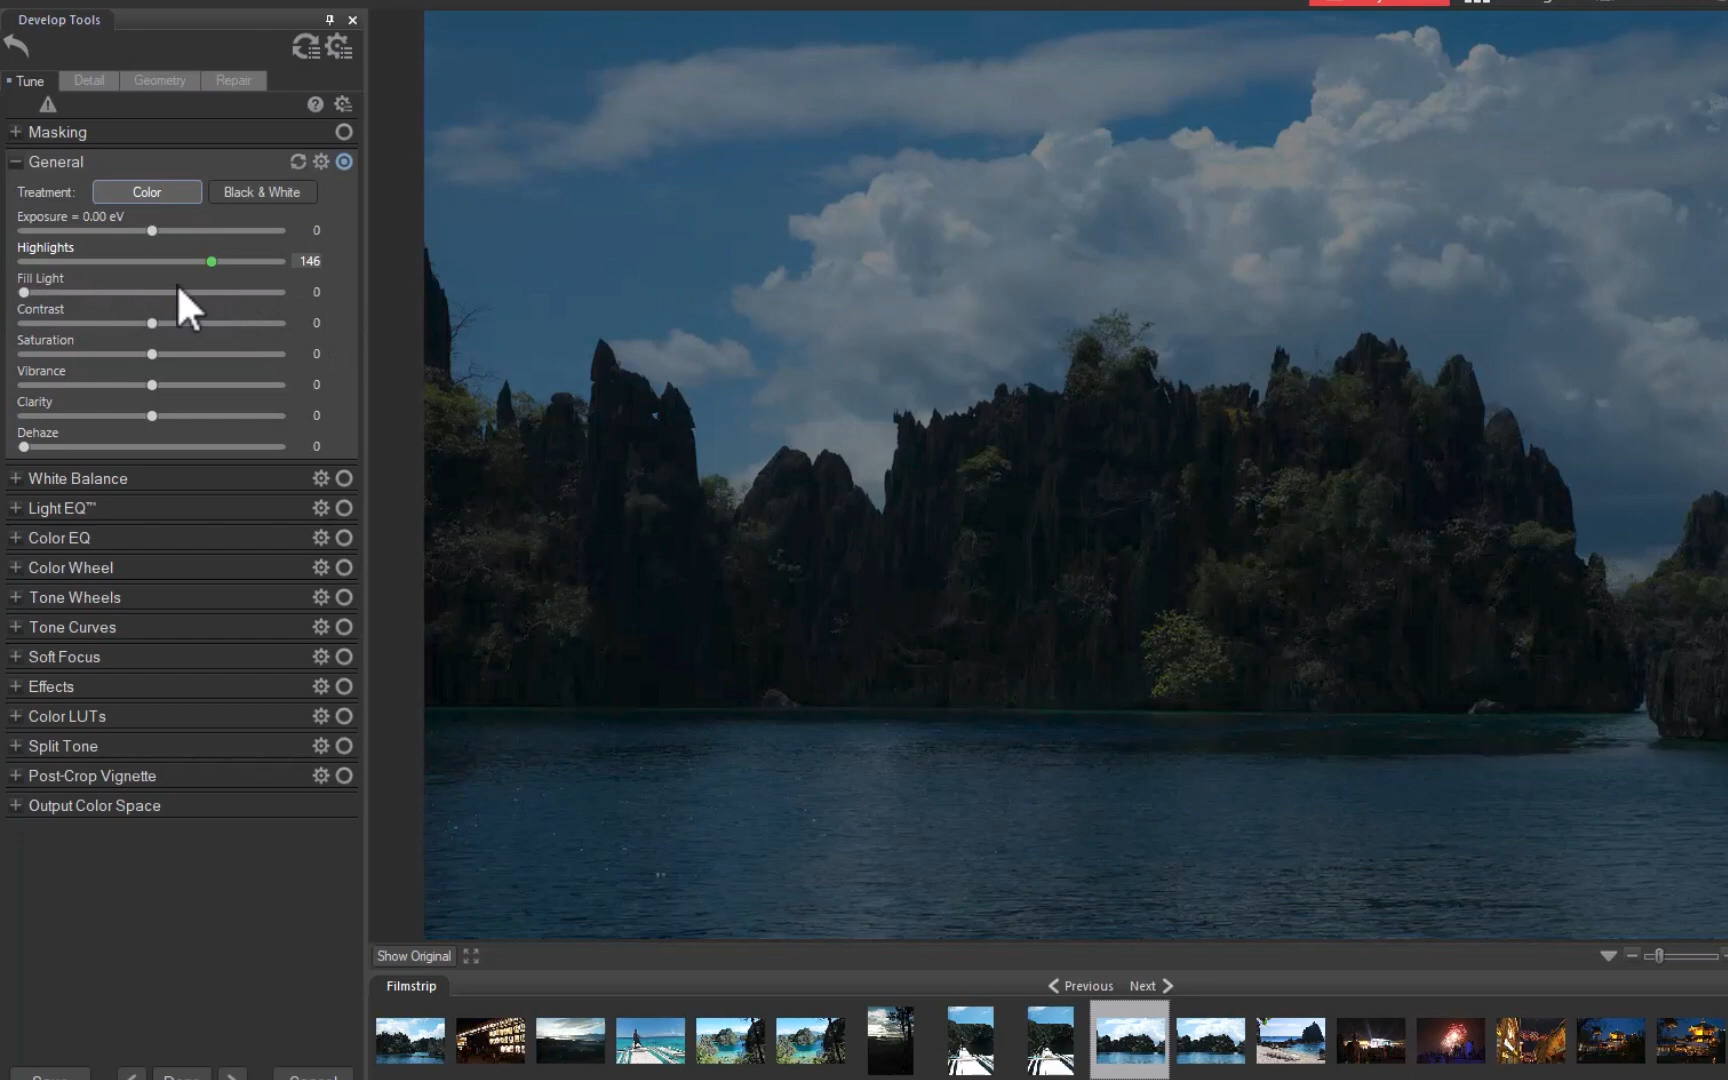 Develop Tools
Tune
Detail
Geometry
Repair
Masking
General
Treatment:
Color
Black & White
Exposure = 0.00 eV
0
Highlights
146
Fill Light
0
Contrast
0
Saturation
0
Vibrance
0
Clarity
0
Dehaze
0
White Balance
Light EQ™
Color EQ
Color Wheel
Tone Wheels
Tone Curves
Soft Focus
Effects
Color LUTs
Split Tone
Post-Crop Vignette
Output Color Space
Show Original
Filmstrip
Previous
Next